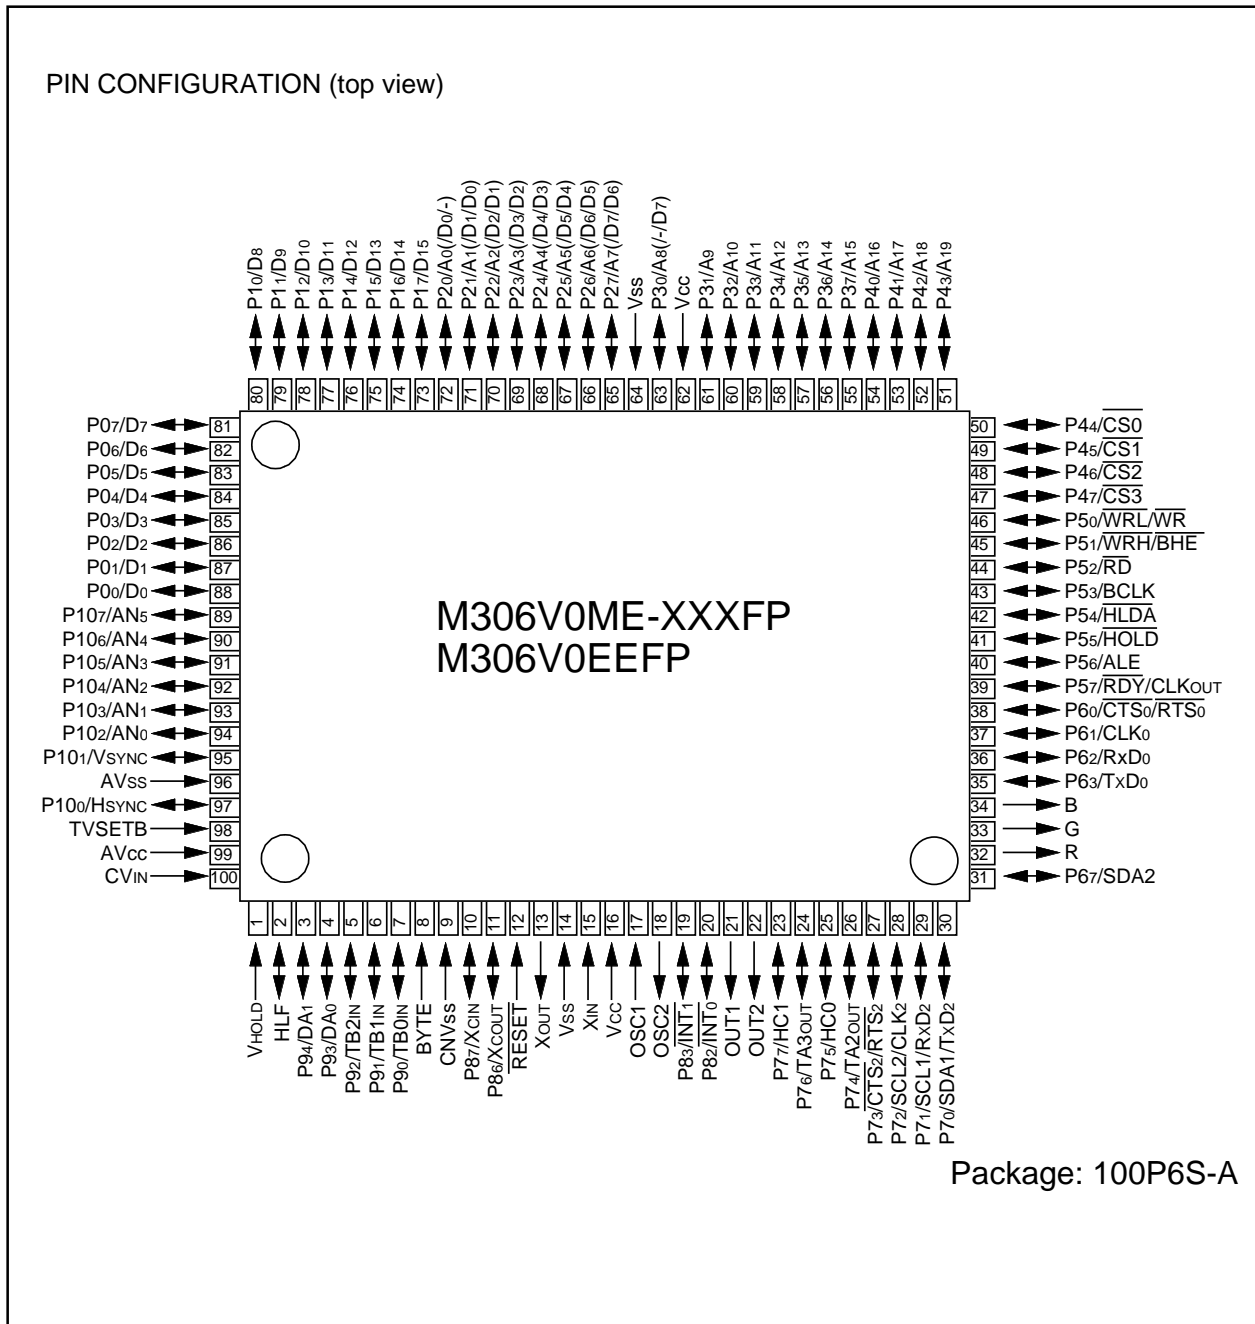 PIN CONFIGURATION (top view)
P10/D8
P11/D9
P12/D10
P13/D11
P14/D12
P15/D13
P16/D14
P17/D15
P20/A0(/D0/-)
P21/A1(/D1/D0)
P22/A2(/D2/D1)
P23/A3(/D3/D2)
P24/A4(/D4/D3)
P25/A5(/D5/D4)
P26/A6(/D6/D5)
P27/A7(/D7/D6)
Vss
P30/A8(/-/D7)
Vcc
P31/A9
P32/A10
P33/A11
P34/A12
P35/A13
P36/A14
P37/A15
P40/A16
P41/A17
P42/A18
P43/A19
80 79 78 77 76 75 74 73 72 71 70 69 68 67 66 65 64 63 62 61 60 59 58 57 56 55 54 53 52 51
P07/D7 81
P06/D6 82
P05/D5 83
P04/D4 84
P03/D3 85
P02/D2 86
P01/D1 87
P00/D0 88
P107/AN5 89
P106/AN4 90
P105/AN3 91
P104/AN2 92
P103/AN1 93
P102/AN0 94
P101/VSYNC 95
AVSS 96
P100/HSYNC 97
TVSETB 98
AVcc 99
CVIN 100
M306V0ME-XXXFP
M306V0EEFP
50 P44/CS0
49 P45/CS1
48 P46/CS2
47 P47/CS3
46 P50/WRL/WR
45 P51/WRH/BHE
44 P52/RD
43 P53/BCLK
42 P54/HLDA
41 P55/HOLD
40 P56/ALE
39 P57/RDY/CLKOUT
38 P60/CTS0/RTS0
37 P61/CLK0
36 P62/RxD0
35 P63/TxD0
34 B
33 G
32 R
31 P67/SDA2
1 2 3 4 5 6 7 8 9 10 11 12 13 14 15 16 17 18 19 20 21 22 23 24 25 26 27 28 29 30
VHOLD
HLF
P94/DA1
P93/DA0
P92/TB2IN
P91/TB1IN
P90/TB0IN
BYTE
CNVss
P87/XCIN
P86/XCOUT
RESET
XOUT
Vss
XIN
Vcc
OSC1
OSC2
P83/INT1
P82/INT0
OUT1
OUT2
P77/HC1
P76/TA3OUT
P75/HC0
P74/TA2OUT
P73/CTS2/RTS2
P72/SCL2/CLK2
P71/SCL1/RxD2
P70/SDA1/TxD2
Package: 100P6S-A